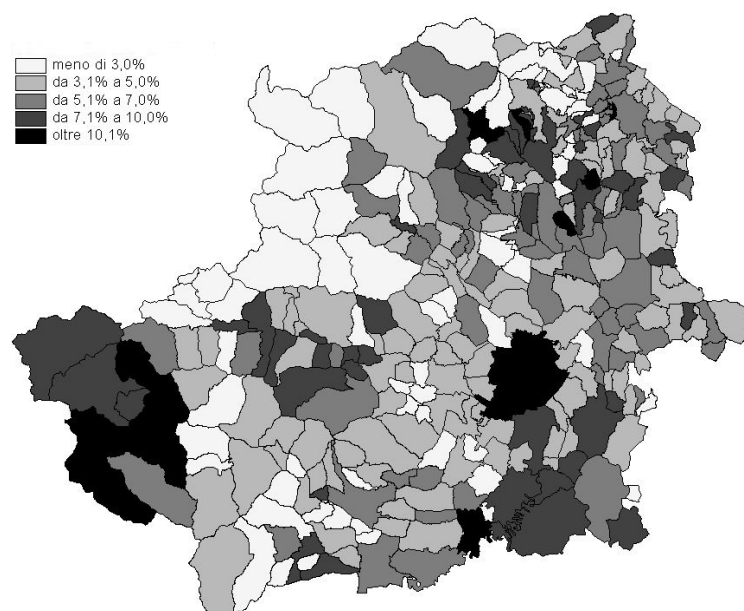 meno di 3,0%
da 3,1% a 5,0%
da 5,1% a 7,0%
da 7,1% a 10,0%
oltre 10,1%